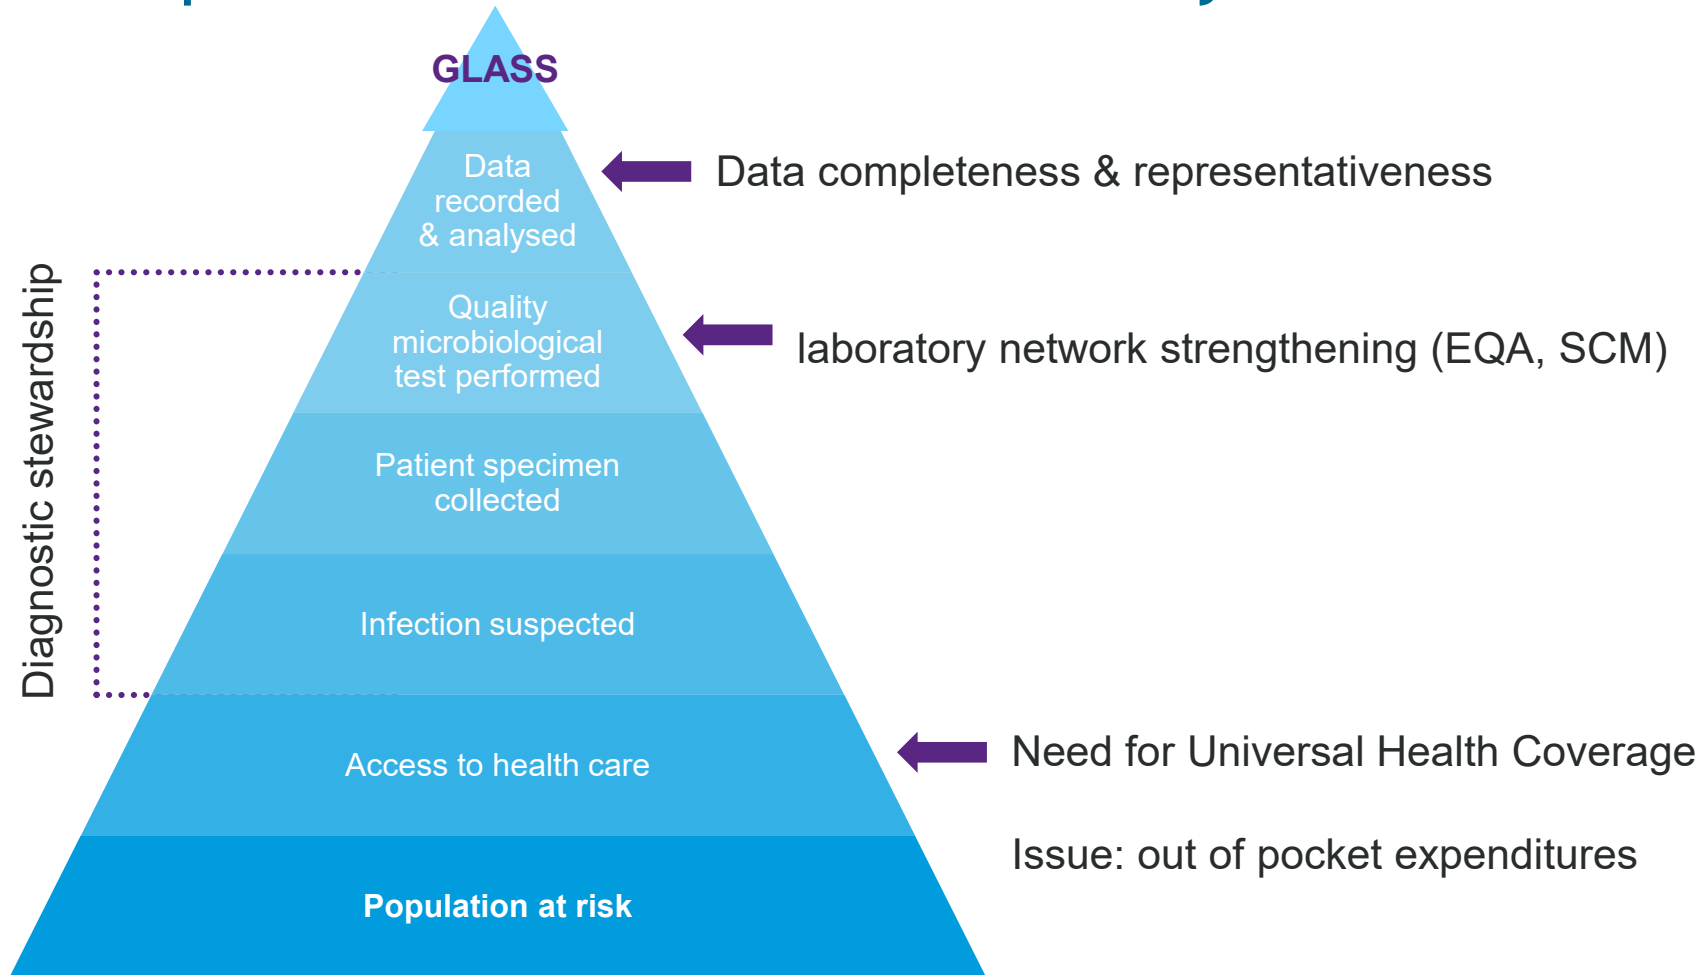 GLASS
Data
recorded
& analysed
Data completeness & representativeness
Quality
microbiological
test performed
laboratory network strengthening (EQA, SCM)
Diagnostic stewardship
Patient specimen
collected
Infection suspected
Access to health care
Need for Universal Health Coverage
Issue: out of pocket expenditures
Population at risk